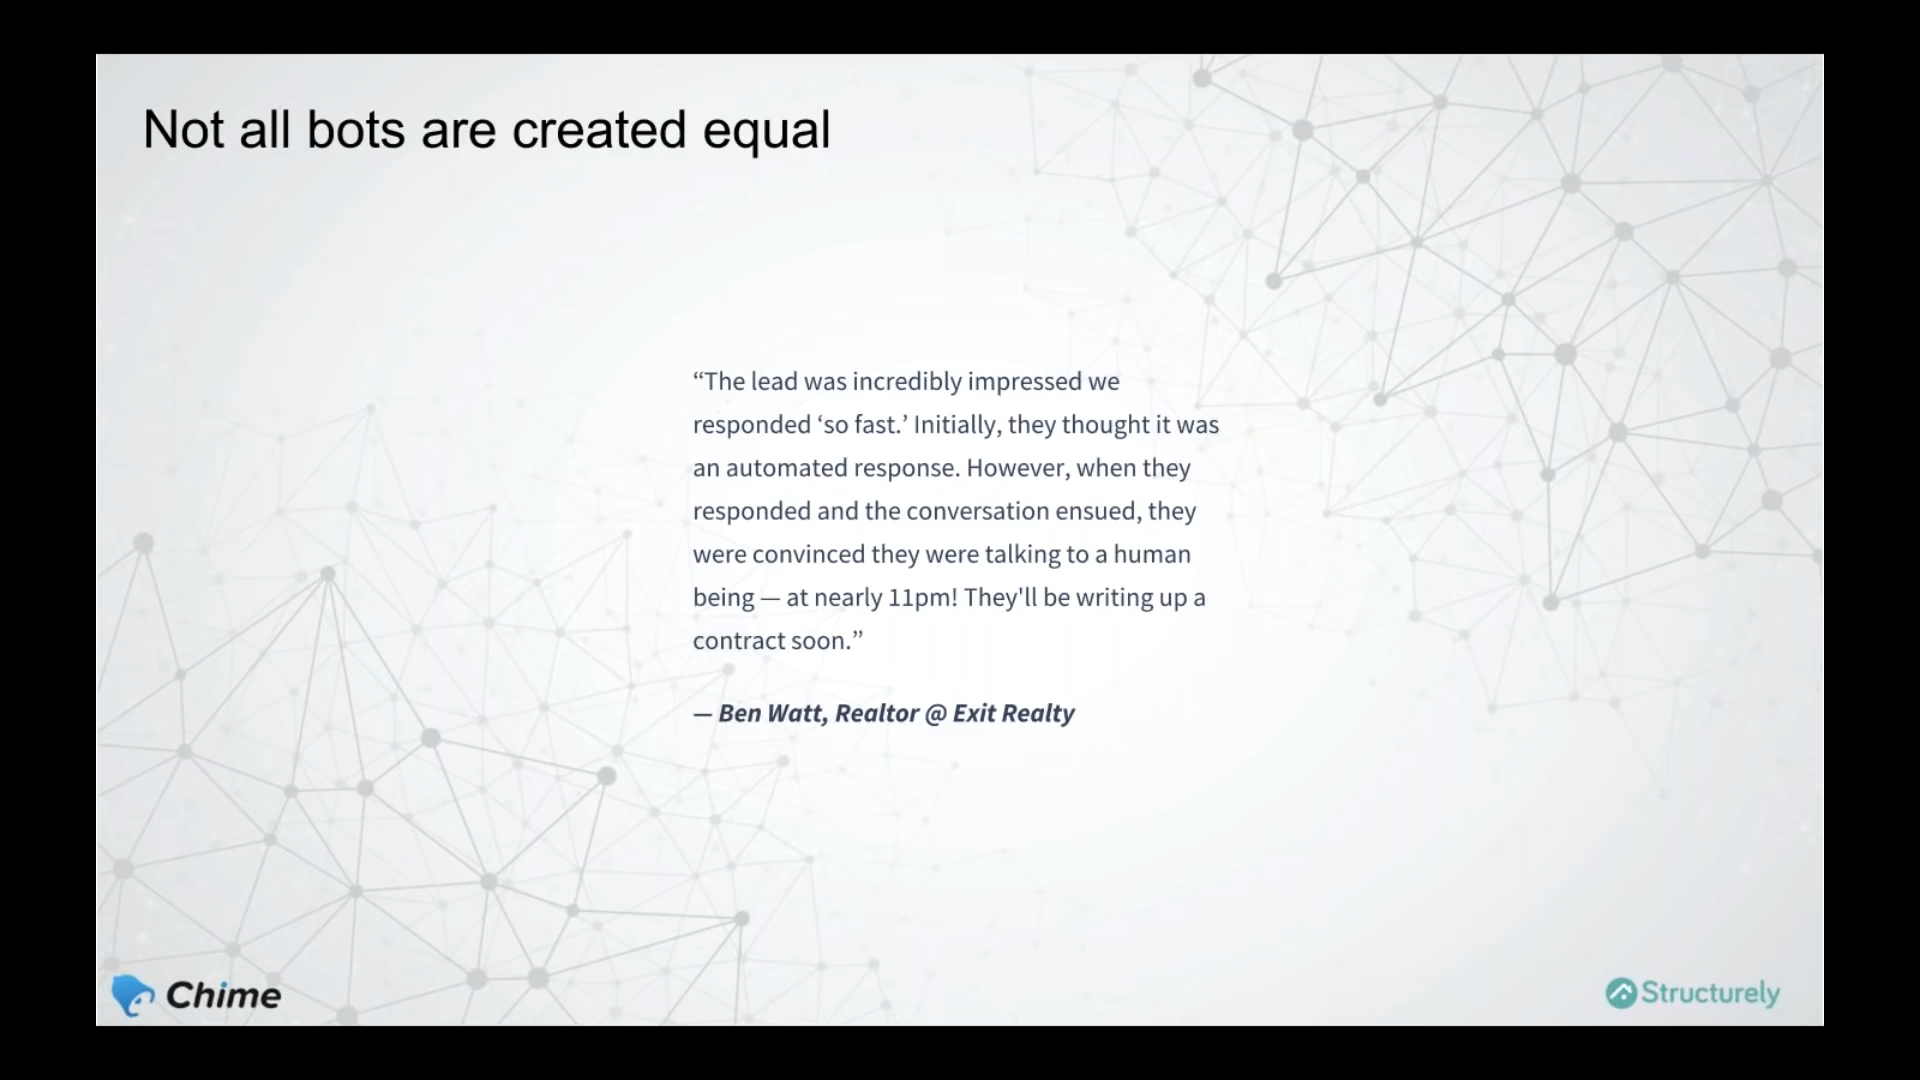 Not all bots are created equal
“The lead was incredibly impressed we
responded ‘so fast.’ Initially, they thought it was
an automated response. However, when they
responded and the conversation ensued, they
were convinced they were talking to a human
being — at nearly 11pm! They'll be writing up a
contract soon.”
— Ben Watt, Realtor @ Exit Realty
Chime
Structurely